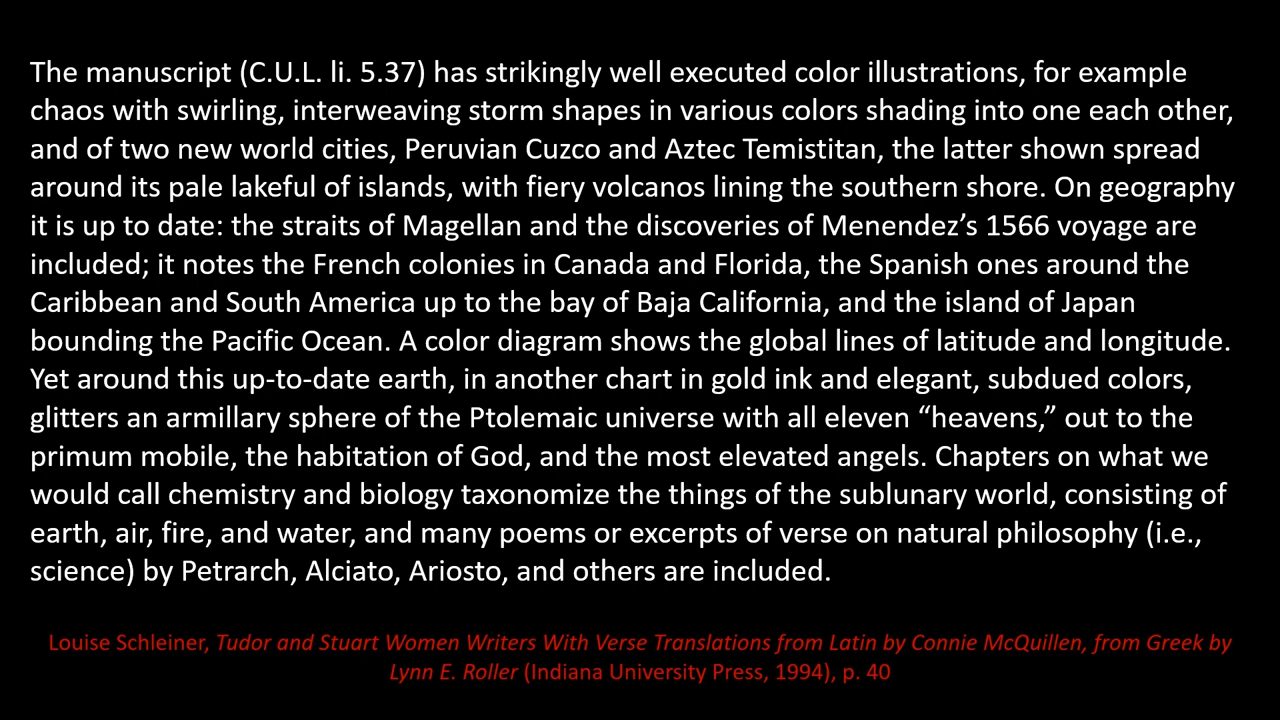 The manuscript (C.U.L. li. 5.37) has strikingly well executed color illustrations, for example
chaos with swirling, interweaving storm shapes in various colors shading into one each other,
and of two new world cities, Peruvian Cuzco and Aztec Temistitan, the latter shown spread
around its pale lakeful of islands, with fiery volcanos lining the southern shore. On geography
it is up to date: the straits of Magellan and the discoveries of Menendez’s 1566 voyage are
included; it notes the French colonies in Canada and Florida, the Spanish ones around the
Caribbean and South America up to the bay of Baja California, and the island of Japan
bounding the Pacific Ocean. A color diagram shows the global lines of latitude and longitude.
Yet around this up-to-date earth, in another chart in gold ink and elegant, subdued colors,
glitters an armillary sphere of the Ptolemaic universe with all eleven “heavens,” out to the
primum mobile, the habitation of God, and the most elevated angels. Chapters on what we
would call chemistry and biology taxonomize the things of the sublunary world, consisting of
earth, air, fire, and water, and many poems or excerpts of verse on natural philosophy (i.e.,
science) by Petrarch, Alciato, Ariosto, and others are included.
Louise Schleiner, Tudor and Stuart Women Writers With Verse Translations from Latin by Connie McQuillen, from Greek by
Lynn E. Roller (Indiana University Press, 1994), p. 40